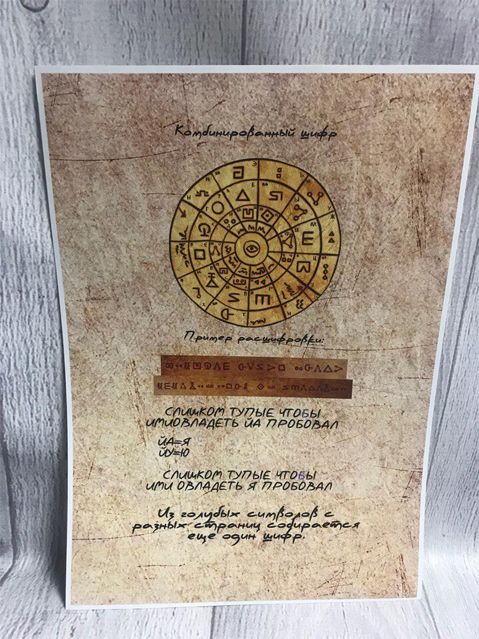 Комбинированный шифр
Пример расшифровки:
СЛИШКОМ ТУПЫЕ ЧТОБЫ
ИМИОВЛАДЕТЬ ЙА ПРОБОВАЛ
ЙА=Я
ЙУ=Ю
СЛИШКОМ ТУПЫЕ ЧТОБЫ
ИМИ ОВЛАДЕТЬ Я ПРОБОВАЛ
Из голубых символов с
разных страниц собирается
еще один шифр.